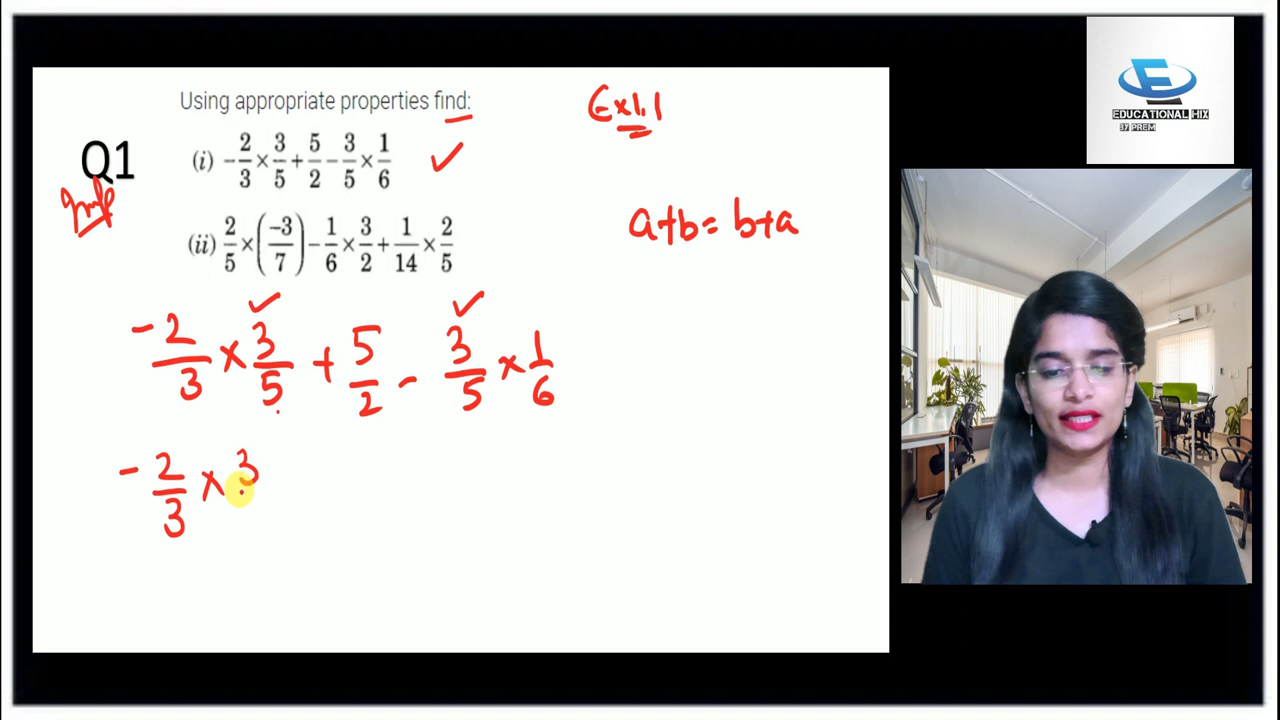 EDUCATIONAL HIX
BY PREM
Using appropriate properties find:
Ex1.1
Q1
Imp
(i) -2/3 × 3/5 + 5/2 - 3/5 × 1/6 ✓
a+b = b+a
(ii) 2/5 × (-3/7) - 1/6 × 3/2 + 1/14 × 2/5
✓ ✓
-2/3 × 3/5 + 5/2 - 3/5 × 1/6
-2/3 × 3